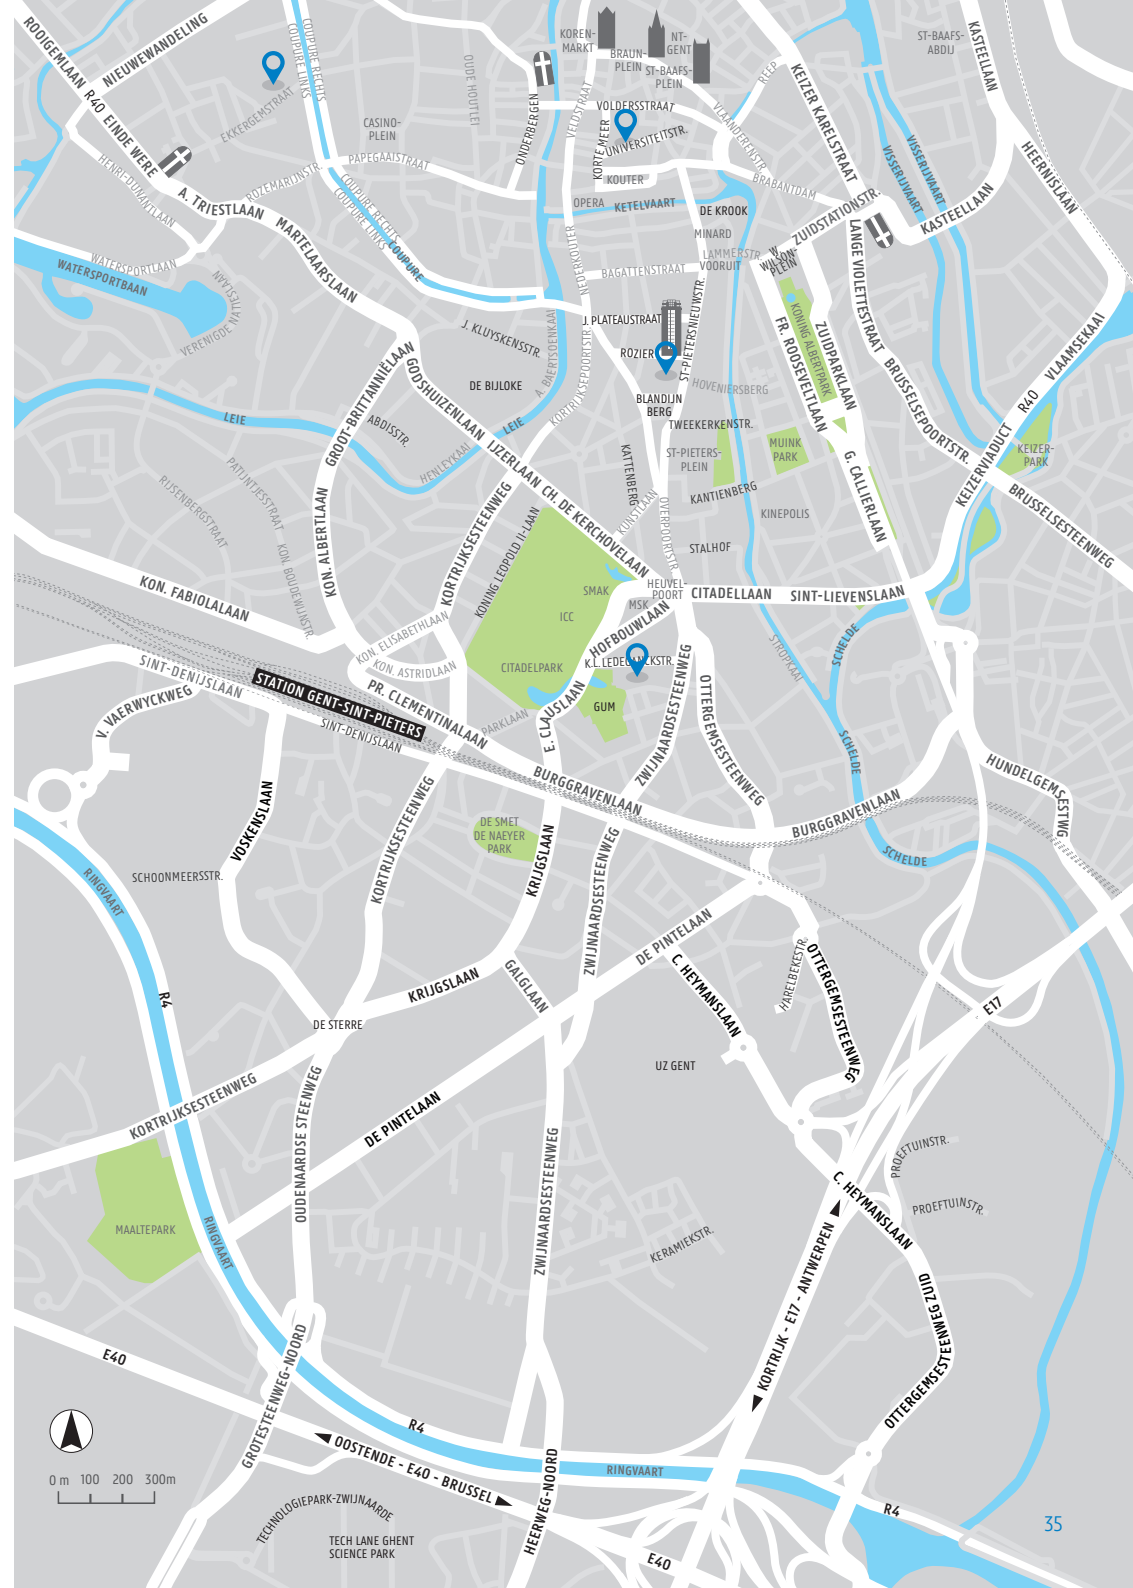 ROOIGEMLAAN
R40 EINDE WERE
NIEUWEWANDELING
COUPURE RECHTS
COUPURE LINKS
EKKERGEMSTRAAT
CASINO-
PLEIN
OUDE HOUTLEI
KOREN-
MARKT
BRAUN-
PLEIN
NT-
GENT
ST-BAAFS-
PLEIN
ST-BAAFS-
ABDIJ
KASTEELLAAN
REEP
KEIZER KARELSTRAAT
ONDERBERGEN
VELDSTRAAT
VOLDERSSTRAAT
KORTE MEER
UNIVERSITEITSTR.
VLAANDERENSTR.
VISSERIJVAART
VISSERIJVAART
HEERNISLAAN
HENRI DUNANTLAAN
A. TRIESTLAAN
ROZEMARIJNSTR.
PAPEGAAISTRAAT
KOUTER
BRABANTDAM
COUPURE RECHTS
COUPURE LINKS
COUPURE
OPERA
KETELVAART
DE KROOK
ZUIDSTATIONSTR.
KASTEELLAAN
MINARD
LAMMERSTR.
VOORUIT
W.
WILSON-
PLEIN
LANGE VIOLETTESTRAAT
MARTELAARSLAAN
WATERSPORTLAAN
WATERSPORTBAAN
VERENIGDE NATIESLAAN
NEDERKOUTER
BAGATTENSTRAAT
ST-PIETERSNIEUWSTR.
J. PLATEAUSTRAAT
ROZIER
J. KLUYSKENSSTR.
A. BAERTSOENKAAI
KORTRIJKSEPOORTSTR.
DE BIJLOKE
BLANDIJN
BERG
HOVENIERSBERG
TWEEKERKENSTR.
FR. ROOSEVELTLAAN
KONING ALBERTPARK
ZUIDPARKLAAN
BRUSSELSEPOORTSTR.
R40
VLAAMSEKAAI
KEIZERVIADUCT
KEIZER-
PARK
BRUSSELSESTEENWEG
GROOT-BRITTANNIËLAAN
GODSHUIZENLAAN
IJZERLAAN
CH. DE KERCHOVELAAN
LEIE
LEIE
ABDISSTR.
HENLEYKAAI
PATIJNTJESSTRAAT
RIJSENBERGSTRAAT
KATTENBERG
ST-PIETERS-
PLEIN
MUINK
PARK
KANTIENBERG
KINEPOLIS
G. CALLIERLAAN
KUNSTLAAN
OVERPOORTSTR.
STALHOF
KON. BOUDEWIJNSTR.
KON. ALBERTLAAN
KORTRIJKSESTEENWEG
KONING LEOPOLD II-LAAN
KON. FABIOLALAAN
SMAK
ICC
MSK
HEUVEL-
POORT
CITADELLAAN
SINT-LIEVENSLAAN
HOFBOUWLAAN
K.L. LEDEGANCKSTR.
CITADELPARK
GUM
STROPKAAI
SCHELDE
SCHELDE
SCHELDE
KON. ELISABETHLAAN
KON. ASTRIDLAAN
SINT-DENIJSLAAN
V. VAERWYCKWEG
STATION GENT-SINT-PIETERS
SINT-DENIJSLAAN
PR. CLEMENTINALAAN
PARKLAAN
E. CLAUSLAAN
ZWIJNAARDSESTEENWEG
OTTERGEMSESTEENWEG
BURGGRAVENLAAN
BURGGRAVENLAAN
HUNDELGEMSESTWG
VOSKENSLAAN
KORTRIJKSESTEENWEG
DE SMET
DE NAEYER
PARK
KRIJGSLAAN
ZWIJNAARDSESTEENWEG
SCHOONMEERSSTR.
RINGVAART
R4
DE PINTELAAN
C. HEYMANSLAAN
HARELBEKESTR.
OTTERGEMSESTEENWEG
KRIJGSLAAN
GALGLAAN
DE STERRE
E17
UZ GENT
KORTRIJKSESTEENWEG
OUDENAARDSE STEENWEG
DE PINTELAAN
ZWIJNAARDSESTEENWEG
MAALTEPARK
RINGVAART
PROEFTUINSTR.
PROEFTUINSTR.
C. HEYMANSLAAN
KERAMIEKSTR.
KORTRIJK - E17 - ANTWERPEN
OTTERGEMSESTEENWEG ZUID
E40
GROTESTEENWEG-NOORD
R4
OOSTENDE - E40 - BRUSSEL
RINGVAART
HEERWEG-NOORD
0 m 100 200 300m
TECHNOLOGIEPARK-ZWIJNAARDE
TECH LANE GHENT
SCIENCE PARK
E40
R4
35